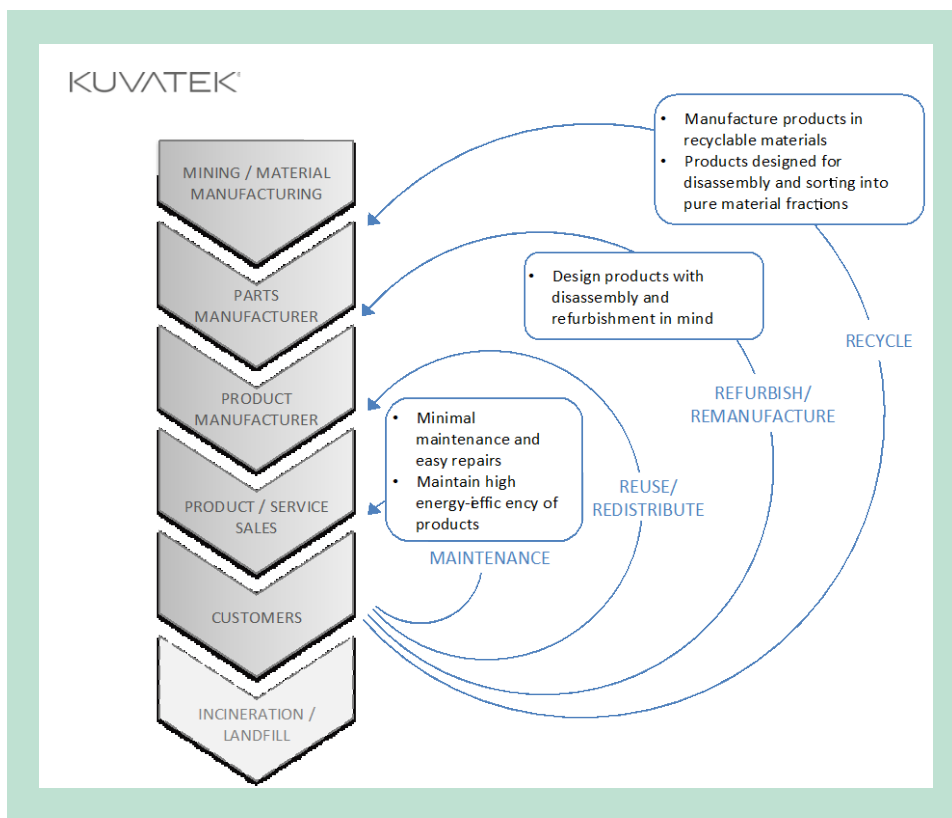 KUVATEK®
MINING / MATERIAL
MANUFACTURING
PARTS
MANUFACTURER
PRODUCT
MANUFACTURER
PRODUCT / SERVICE
SALES
CUSTOMERS
INCINERATION /
LANDFILL
• Manufacture products in
recyclable materials
• Products designed for
disassembly and sorting into
pure material fractions
• Design products with
disassembly and
refurbishment in mind
• Minimal
maintenance and
easy repairs
• Maintain high
energy-effic ency of
products
MAINTENANCE
REUSE/
REDISTRIBUTE
REFURBISH/
REMANUFACTURE
RECYCLE